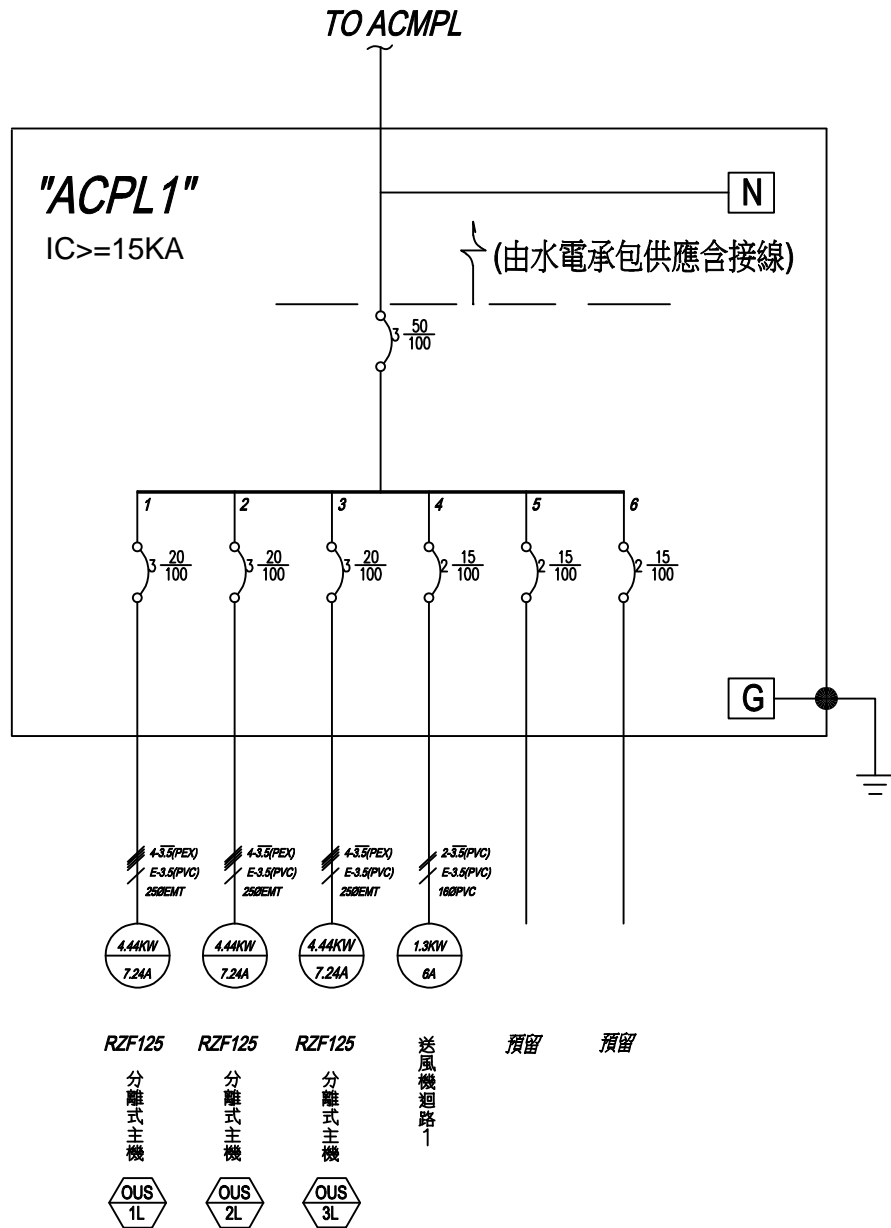 TO ACMPL
"ACPL1"
IC>=15KA
N
(由水電承包供應含接線)
3 50/100
1 2 3 4 5 6
3 20/100
3 20/100
3 20/100
2 15/100
2 15/100
2 15/100
G
4-3.5(PEX)
E-3.5(PVC)
25ØEMT
4-3.5(PEX)
E-3.5(PVC)
25ØEMT
4-3.5(PEX)
E-3.5(PVC)
25ØEMT
2-3.5(PVC)
E-3.5(PVC)
16ØPVC
4.44KW
7.24A
4.44KW
7.24A
4.44KW
7.24A
1.3KW
6A
RZF125
分離式主機
OUS
1L
RZF125
分離式主機
OUS
2L
RZF125
分離式主機
OUS
3L
送風機迴路1
預留
預留